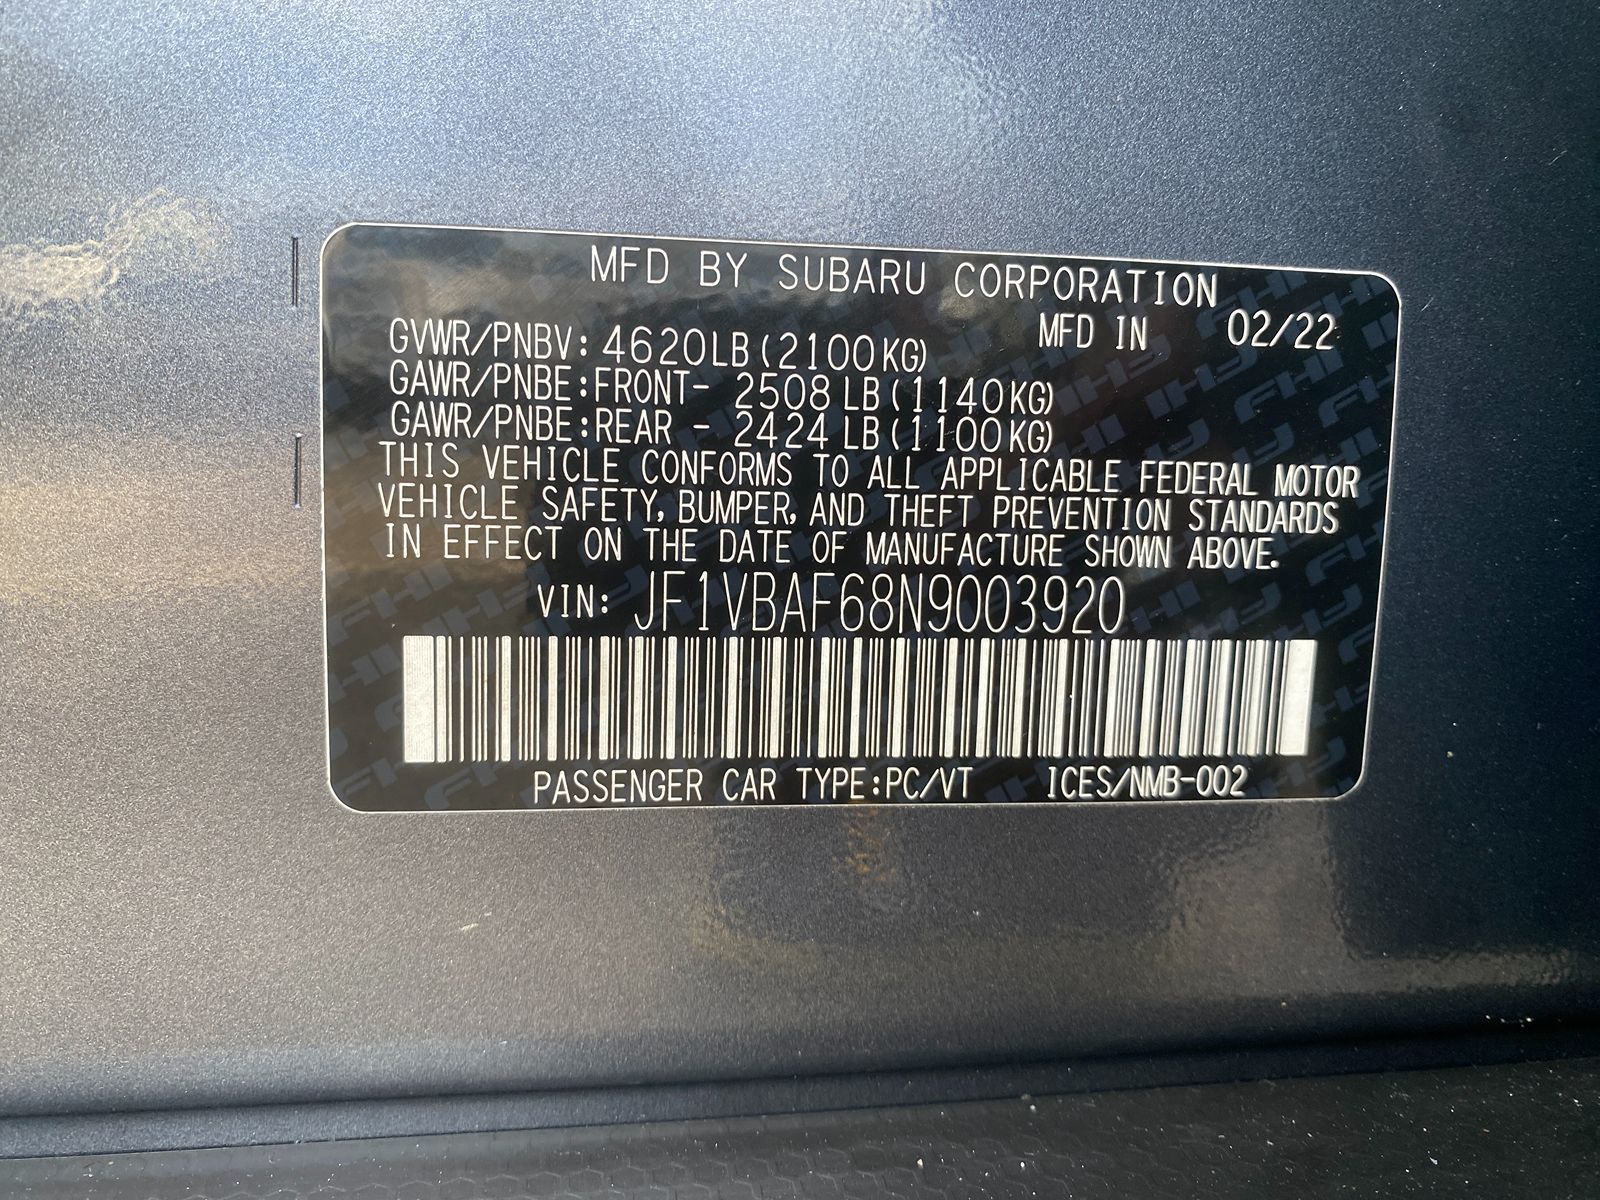 MFD BY SUBARU CORPORATION
MFD IN 02/22
GVWR/PNBV: 4620LB(2100KG)
GAWR/PNBE:FRONT- 2508LB(1140KG)
GAWR/PNBE:REAR - 2424LB(1100KG)
THIS VEHICLE CONFORMS TO ALL APPLICABLE FEDERAL MOTOR
VEHICLE SAFETY, BUMPER, AND THEFT PREVENTION STANDARDS
IN EFFECT ON THE DATE OF MANUFACTURE SHOWN ABOVE.
VIN: JF1VBAF68N9003920
PASSENGER CAR TYPE:PC/VT ICES/NMB-002